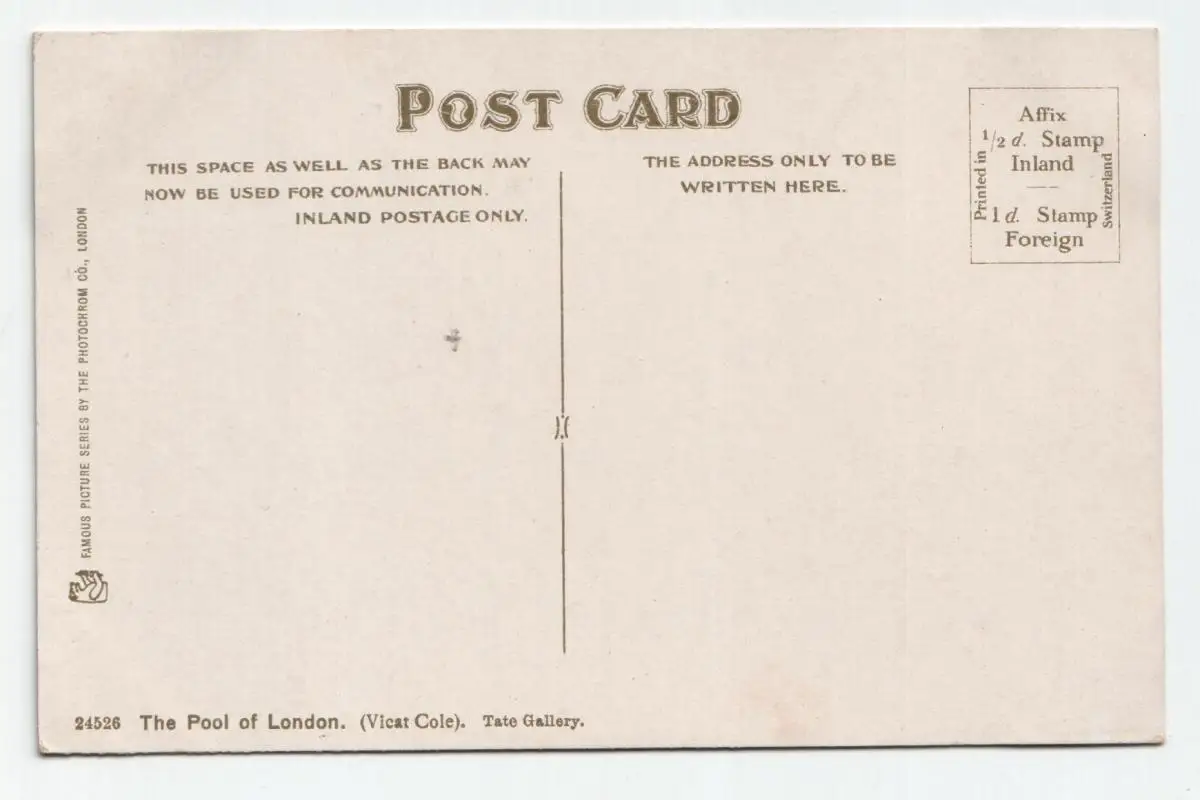 POST CARD
THIS SPACE AS WELL AS THE BACK MAY
NOW BE USED FOR COMMUNICATION.
INLAND POSTAGE ONLY.
THE ADDRESS ONLY TO BE
WRITTEN HERE.
Affix
1/2 d. Stamp
Inland
1 d. Stamp
Foreign
Printed in
Switzerland
FAMOUS PICTURE SERIES BY THE PHOTOCHROM CO., LONDON
24526 The Pool of London. (Vicat Cole). Tate Gallery.